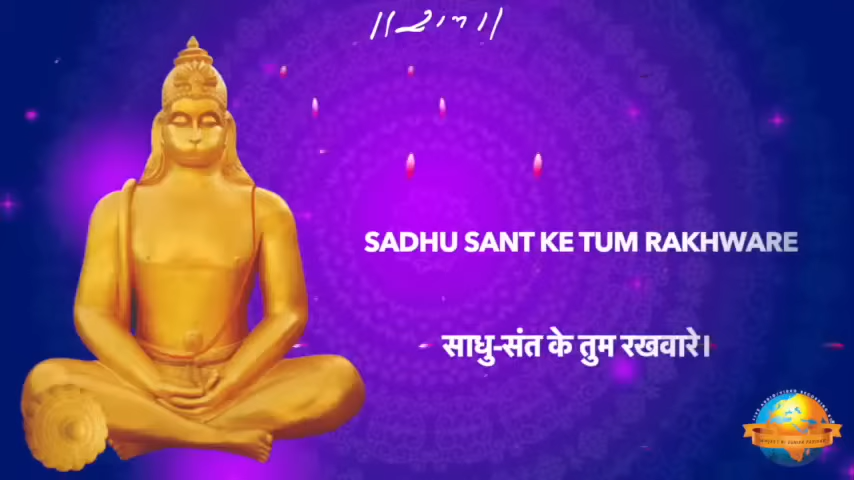 ||राम||
SADHU SANT KE TUM RAKHWARE
साधु-संत के तुम रखवारे।